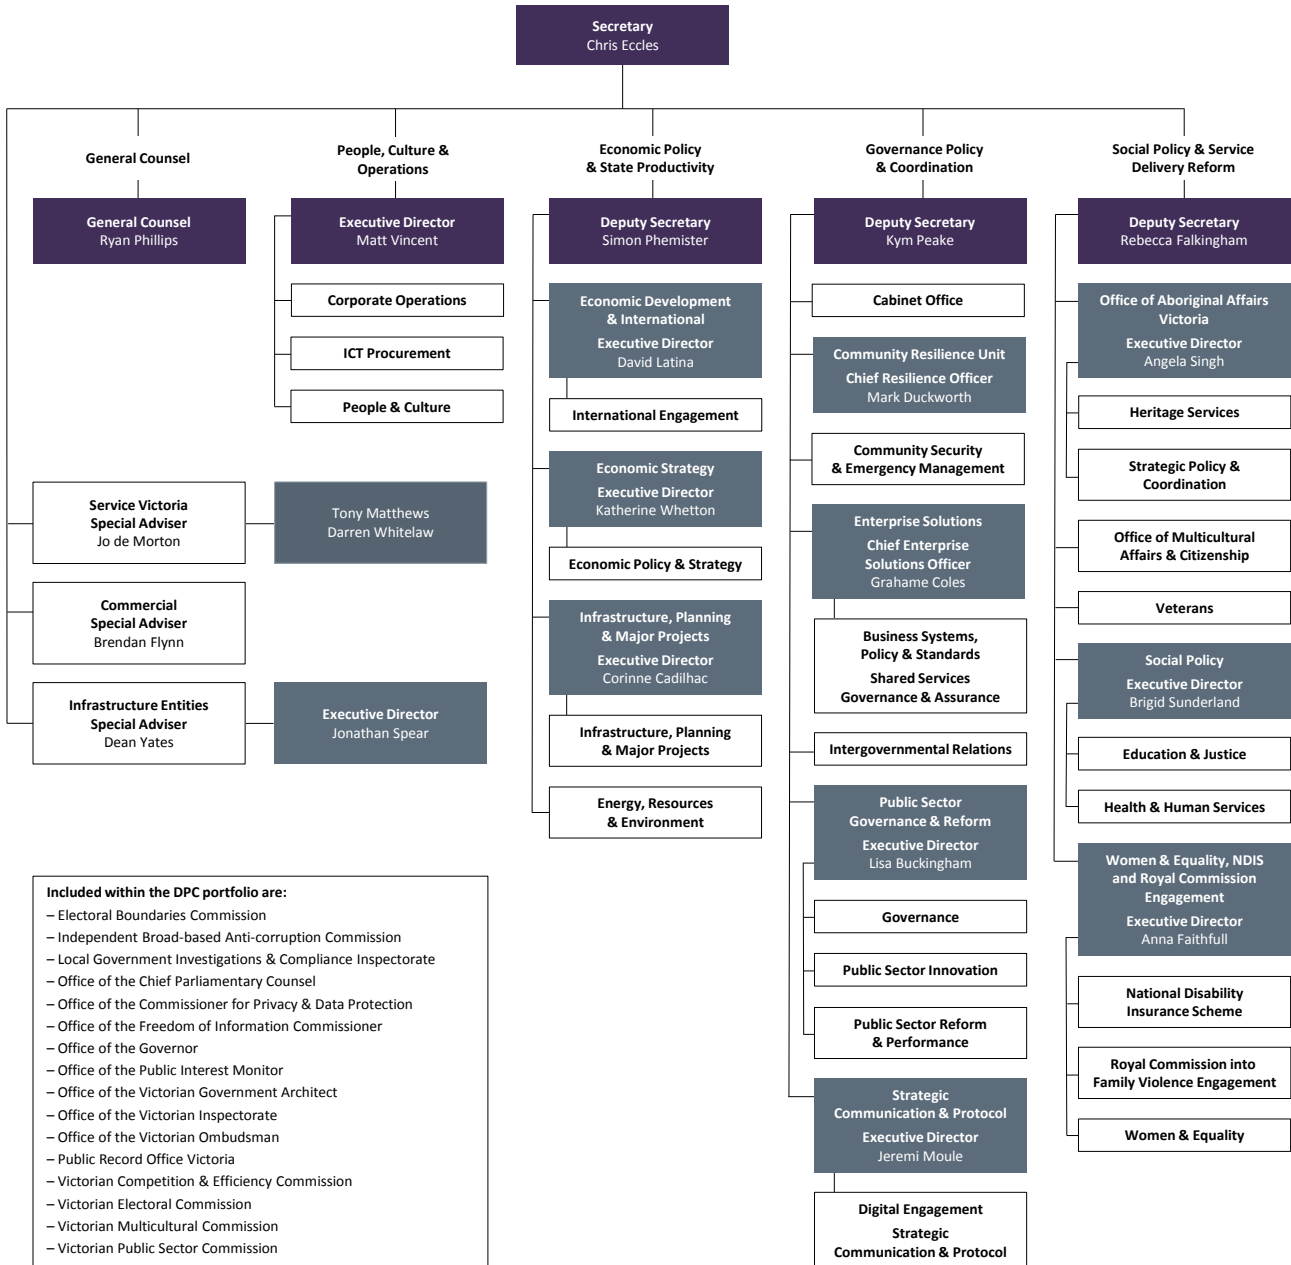 Secretary
Chris Eccles
General Counsel
General Counsel
Ryan Phillips
People, Culture &
Operations
Executive Director
Matt Vincent
Corporate Operations
ICT Procurement
People & Culture
Service Victoria
Special Adviser
Jo de Morton
Tony Matthews
Darren Whitelaw
Commercial
Special Adviser
Brendan Flynn
Infrastructure Entities
Special Adviser
Dean Yates
Executive Director
Jonathan Spear
Economic Policy
& State Productivity
Deputy Secretary
Simon Phemister
Economic Development
& International
Executive Director
David Latina
International Engagement
Economic Strategy
Executive Director
Katherine Whetton
Economic Policy & Strategy
Infrastructure, Planning
& Major Projects
Executive Director
Corinne Cadilhac
Infrastructure, Planning
& Major Projects
Energy, Resources
& Environment
Governance Policy
& Coordination
Deputy Secretary
Kym Peake
Cabinet Office
Community Resilience Unit
Chief Resilience Officer
Mark Duckworth
Community Security
& Emergency Management
Enterprise Solutions
Chief Enterprise
Solutions Officer
Grahame Coles
Business Systems,
Policy & Standards
Shared Services
Governance & Assurance
Intergovernmental Relations
Public Sector
Governance & Reform
Executive Director
Lisa Buckingham
Governance
Public Sector Innovation
Public Sector Reform
& Performance
Strategic
Communication & Protocol
Executive Director
Jeremi Moule
Digital Engagement
Strategic
Communication & Protocol
Social Policy & Service
Delivery Reform
Deputy Secretary
Rebecca Falkingham
Office of Aboriginal Affairs
Victoria
Executive Director
Angela Singh
Heritage Services
Strategic Policy &
Coordination
Office of Multicultural
Affairs & Citizenship
Veterans
Social Policy
Executive Director
Brigid Sunderland
Education & Justice
Health & Human Services
Women & Equality, NDIS
and Royal Commission
Engagement
Executive Director
Anna Faithfull
National Disability
Insurance Scheme
Royal Commission into
Family Violence Engagement
Women & Equality
Included within the DPC portfolio are:
– Electoral Boundaries Commission
– Independent Broad-based Anti-corruption Commission
– Local Government Investigations & Compliance Inspectorate
– Office of the Chief Parliamentary Counsel
– Office of the Commissioner for Privacy & Data Protection
– Office of the Freedom of Information Commissioner
– Office of the Governor
– Office of the Public Interest Monitor
– Office of the Victorian Government Architect
– Office of the Victorian Inspectorate
– Office of the Victorian Ombudsman
– Public Record Office Victoria
– Victorian Competition & Efficiency Commission
– Victorian Electoral Commission
– Victorian Multicultural Commission
– Victorian Public Sector Commission